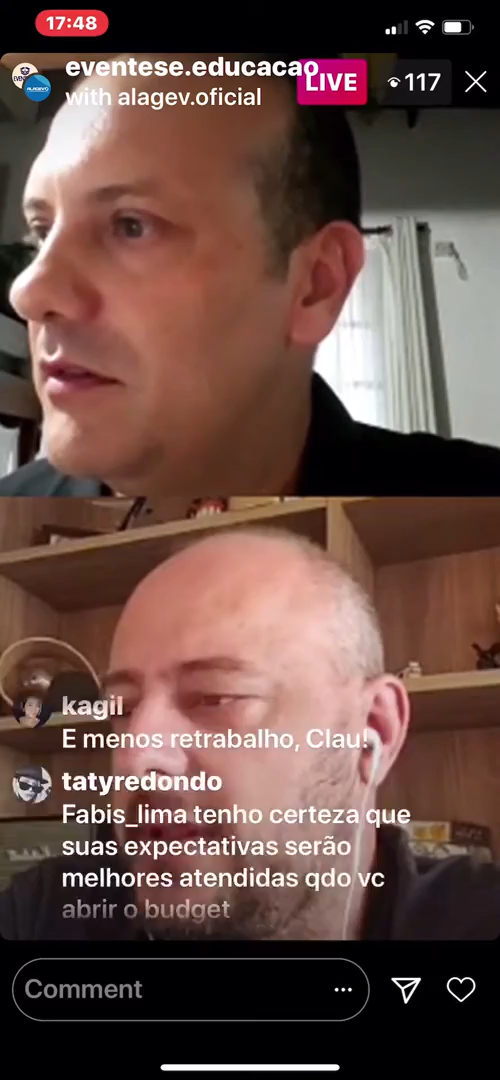 17:48
eventese.educacao
with alagev.oficial
LIVE
117
kagil
E menos retrabalho, Clau!
tatyredondo
Fabis_lima tenho certeza que
suas expectativas serão
melhores atendidas qdo vc
abrir o budget
Comment